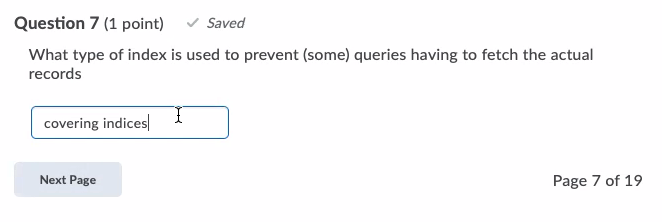 Question 7 (1 point) ✓ Saved
What type of index is used to prevent (some) queries having to fetch the actual
records
covering indices
Next Page
Page 7 of 19